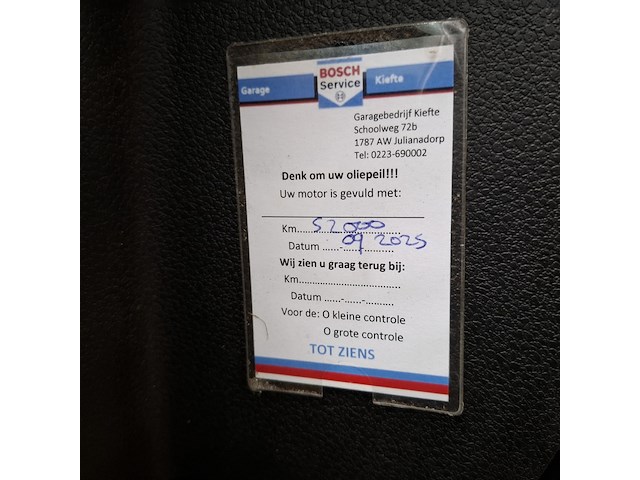 BOSCH
Garage Service Kiefte
Garagebedrijf Kiefte
Schoolweg 72b
1787 AW Julianadorp
Tel: 0223-690002
Denk om uw oliepeil!!!
Uw motor is gevuld met:
Km......52000......
Datum ......-09.2025
Wij zien u graag terug bij:
Km....................................
Datum ......-......-..........
Voor de: O kleine controle
O grote controle
TOT ZIENS